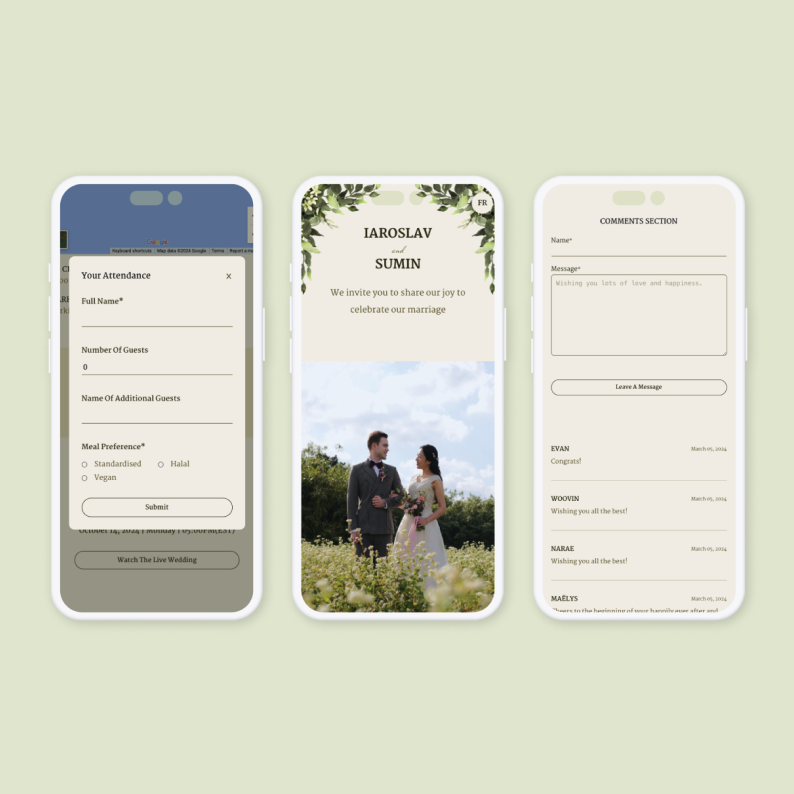 Keyboard shortcuts
Map data ©2024 Google
Terms
Your Attendance
X
Full Name*
Number Of Guests
0
Name Of Additional Guests
Meal Preference*
Standardised
Halal
Vegan
Submit
October 14, 2024 | Monday | 05:00PM(EST)
Watch The Live Wedding
FR
IAROSLAV
and
SUMIN
We invite you to share our joy to
celebrate our marriage
COMMENTS SECTION
Name*
Message*
Wishing you lots of love and happiness.
Leave A Message
EVAN
March 05, 2024
Congrats!
WOOVIN
March 05, 2024
Wishing you all the best!
NARAE
March 05, 2024
Wishing you all the best!
MAËLYS
March 05, 2024
Cheers to the beginning of your happily ever after and